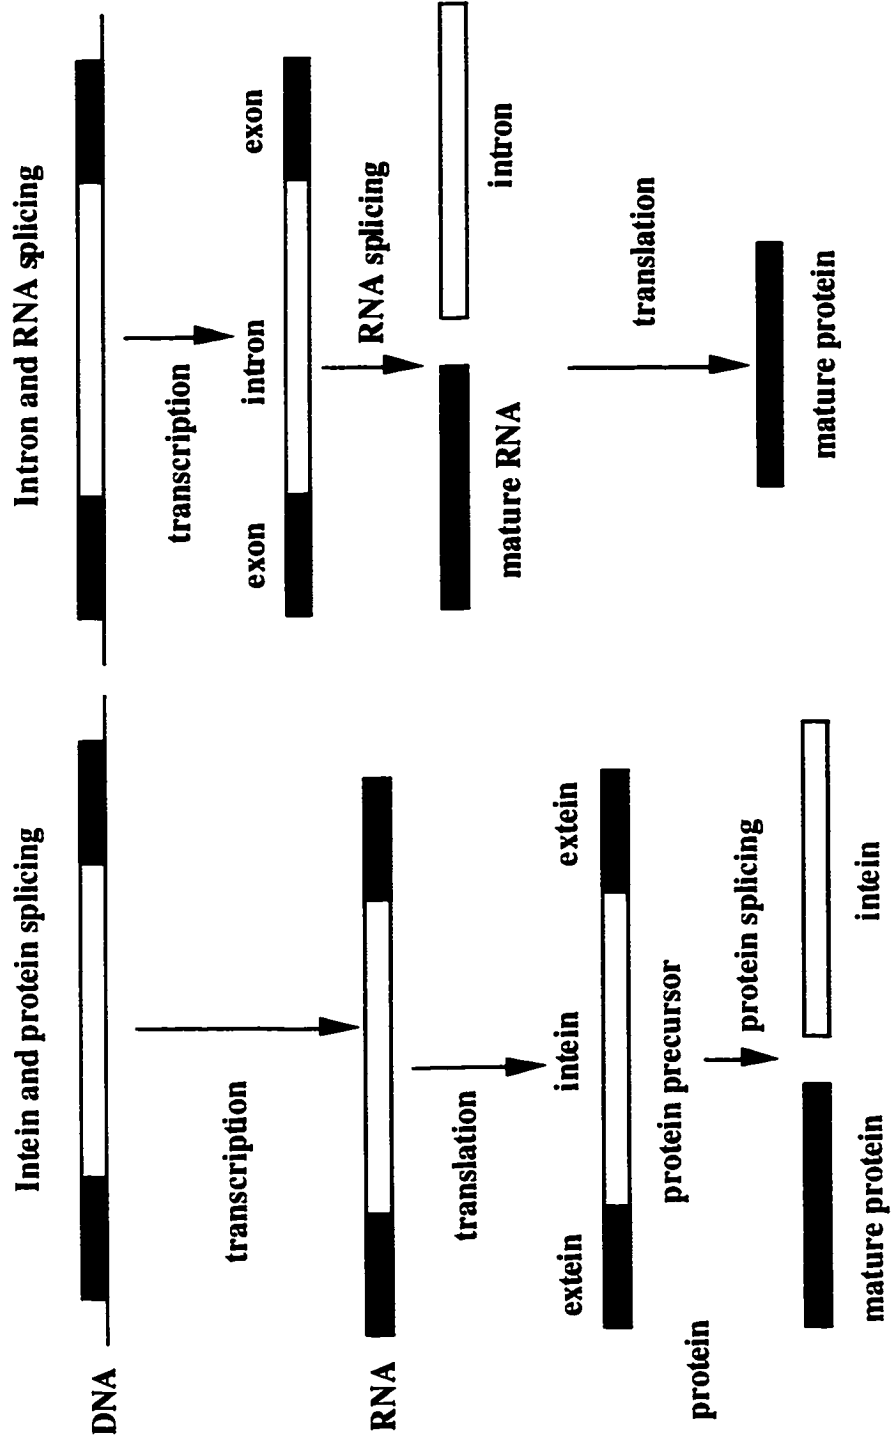 Intein and protein splicing
Intron and RNA splicing
DNA
transcription
transcription
RNA
exon
intron
exon
translation
RNA splicing
extein
intein
extein
mature RNA
intron
protein precursor
protein
protein splicing
translation
mature protein
intein
mature protein